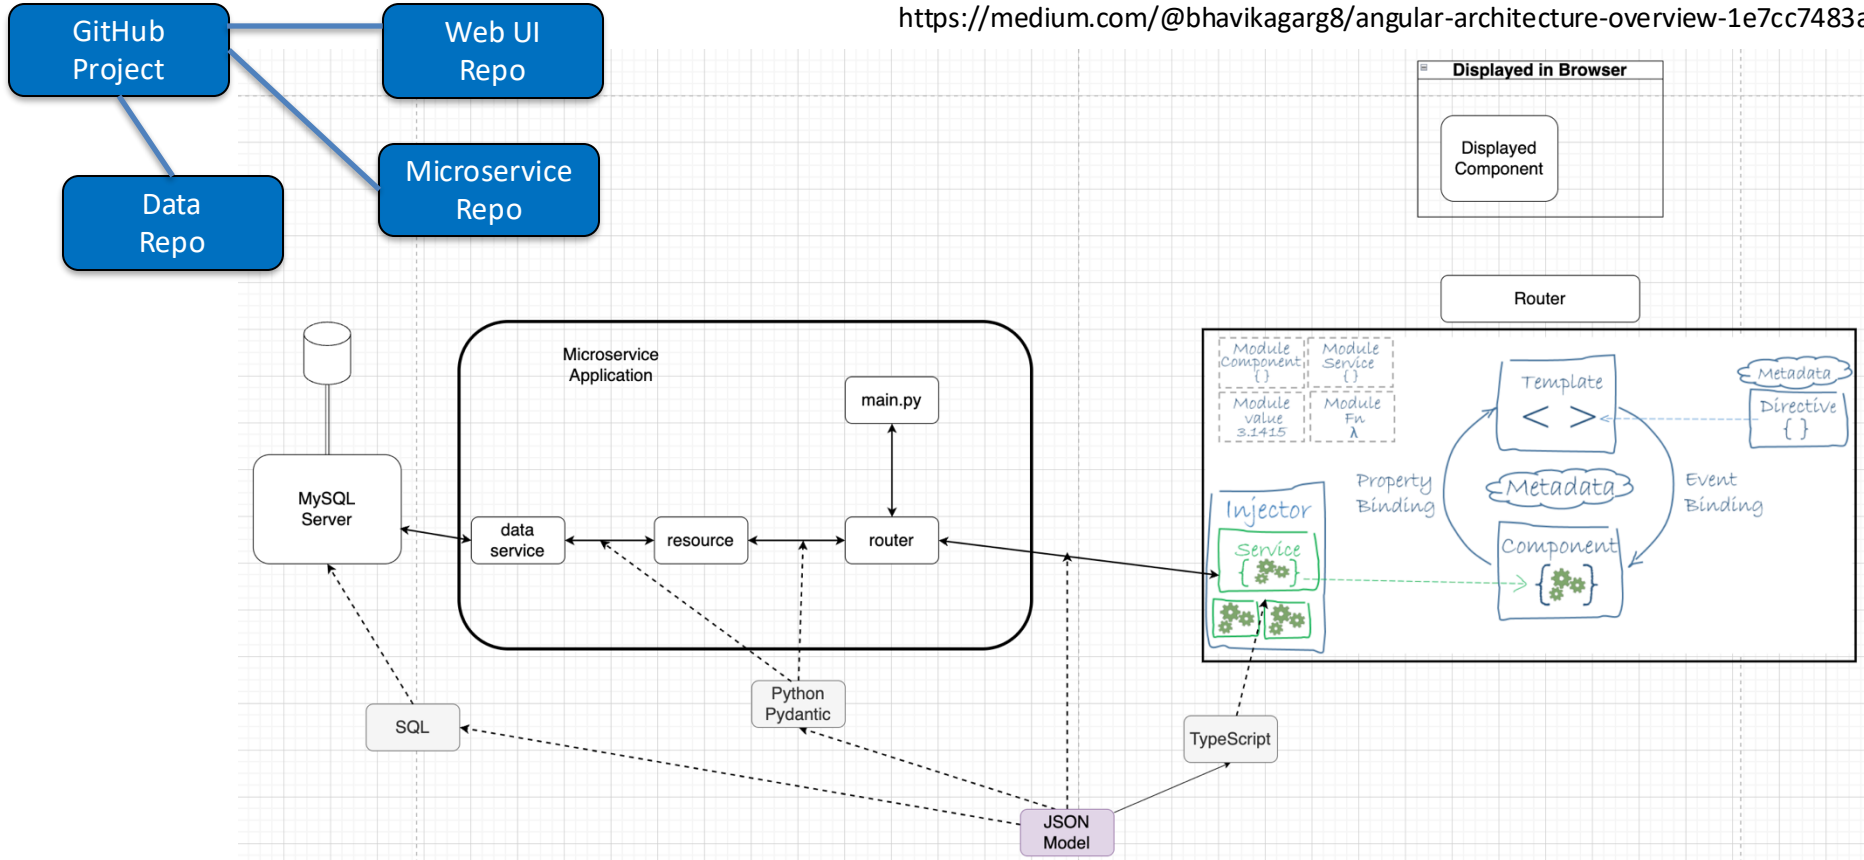 GitHub
Project
Web UI
Repo
https://medium.com/@bhavikagarg8/angular-architecture-overview-1e7cc7483a
Microservice
Repo
Data
Repo
Displayed in Browser
Displayed
Component
Router
Microservice
Application
main.py
MySQL
Server
data
service
resource
router
Module
Component
{ }
Module
Service
{ }
Module
value
3.1415
Module
Fn
λ
Template
< >
Metadata
Directive
{ }
Property
Binding
Metadata
Event
Binding
Injector
Service
{ }
Component
{ }
Python
Pydantic
SQL
TypeScript
JSON
Model